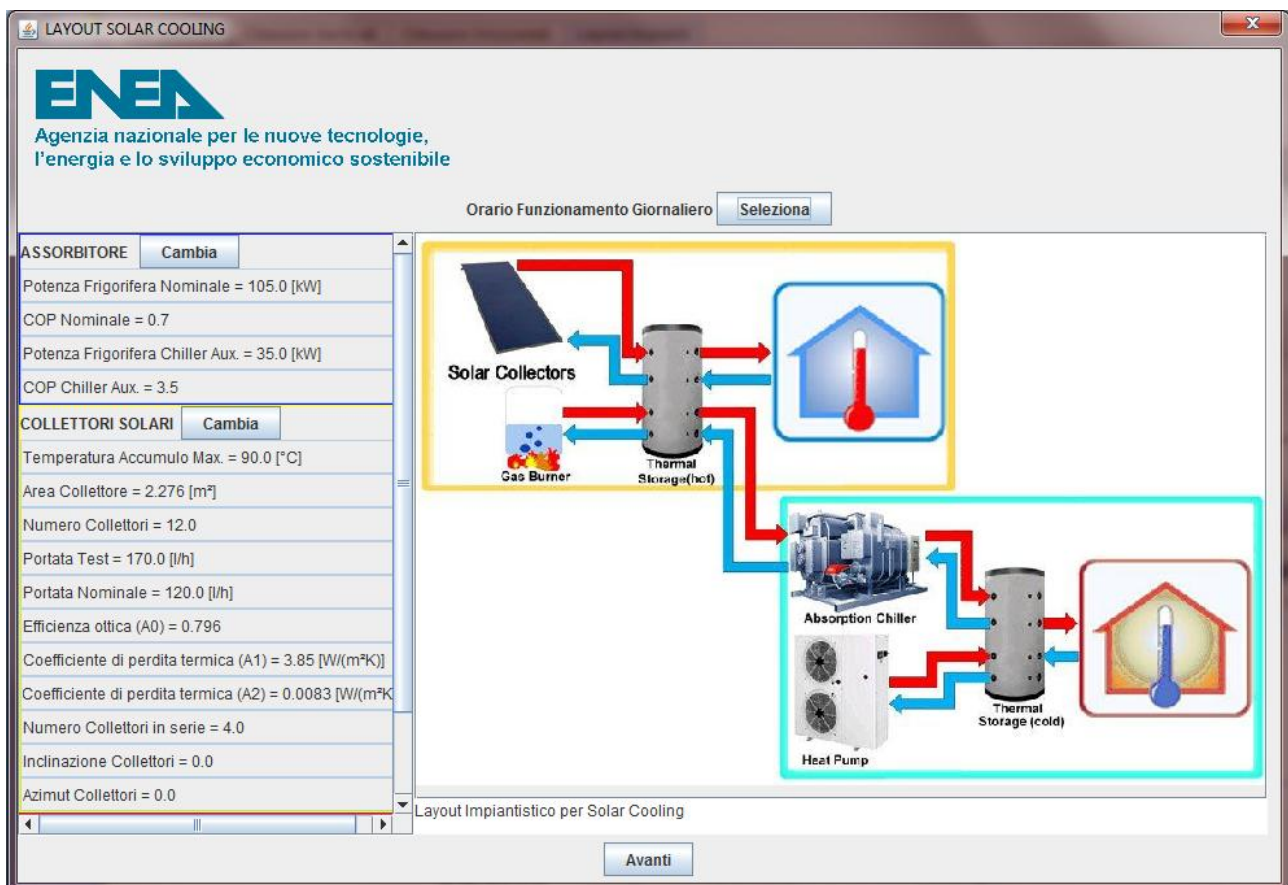 LAYOUT SOLAR COOLING
ENEA
Agenzia nazionale per le nuove tecnologie,
l'energia e lo sviluppo economico sostenibile
Orario Funzionamento Giornaliero Seleziona
ASSORBITORE Cambia
Potenza Frigorifera Nominale = 105.0 [kW]
COP Nominale = 0.7
Potenza Frigorifera Chiller Aux. = 35.0 [kW]
COP Chiller Aux. = 3.5
COLLETTORI SOLARI Cambia
Temperatura Accumulo Max. = 90.0 [°C]
Area Collettore = 2.276 [m²]
Numero Collettori = 12.0
Portata Test = 170.0 [l/h]
Portata Nominale = 120.0 [l/h]
Efficienza ottica (A0) = 0.796
Coefficiente di perdita termica (A1) = 3.85 [W/(m²K)]
Coefficiente di perdita termica (A2) = 0.0083 [W/(m²K
Numero Collettori in serie = 4.0
Inclinazione Collettori = 0.0
Azimut Collettori = 0.0
Solar Collectors
Gas Burner
Thermal
Storage(hot)
Absorption Chiller
Heat Pump
Thermal
Storage (cold)
Layout Impiantistico per Solar Cooling
Avanti